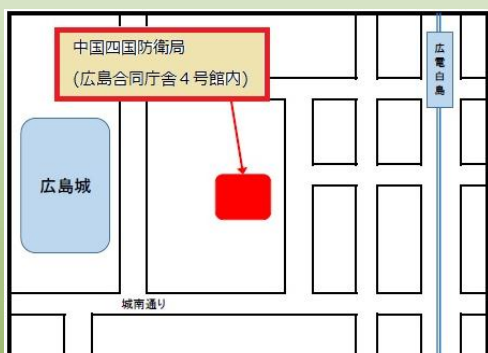 中国四国防衛局
(広島合同庁舎４号館内)
広電白島
広島城
城南通り